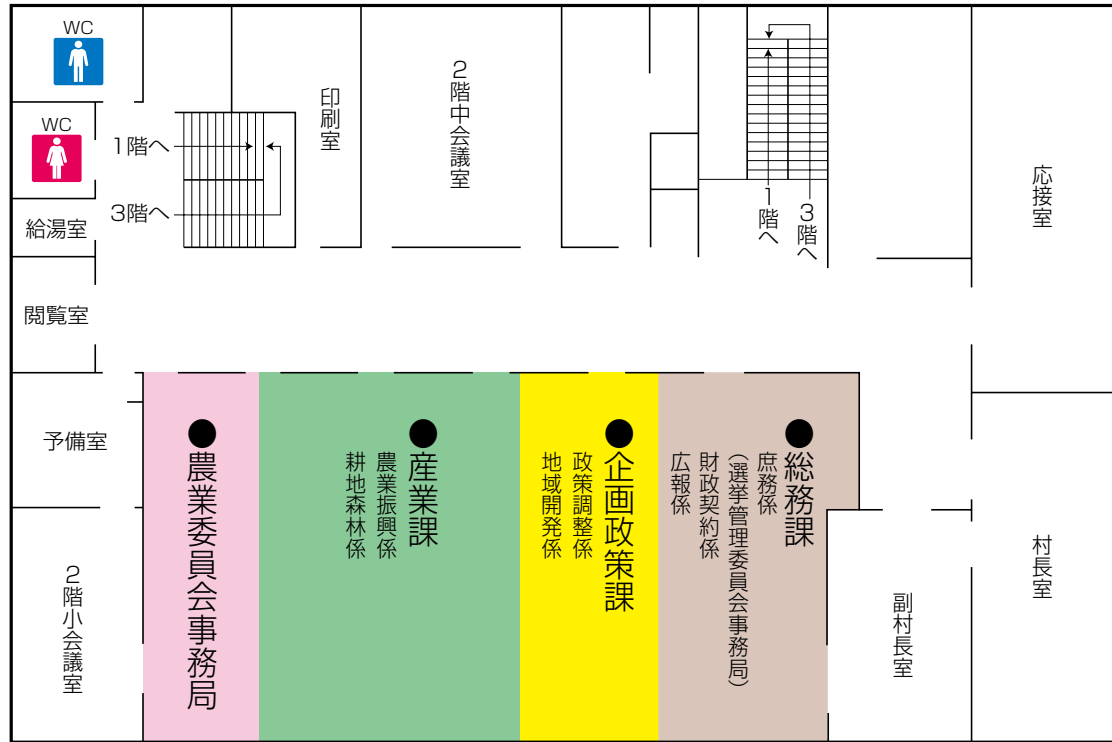 WC
WC
1階へ
3階へ
給湯室
閲覧室
予備室
2階小会議室
印刷室
2階中会議室
1階へ
3階へ
応接室
村長室
副村長室
●農業委員会事務局
●産業課
農業振興係
耕地森林係
●企画政策課
政策調整係
地域開発係
●総務課
庶務係
（選挙管理委員会事務局）
財政契約係
広報係